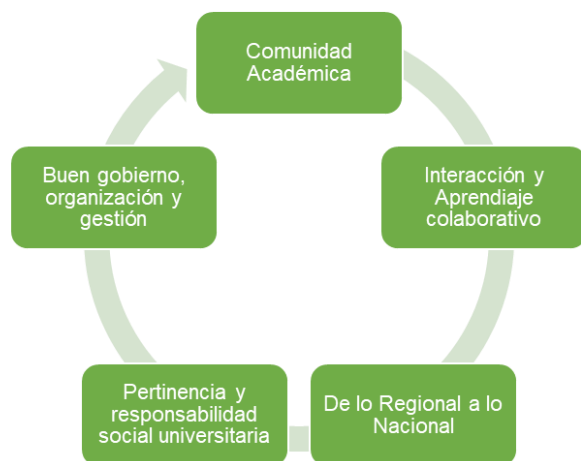 Comunidad
Académica
Interacción y
Aprendiaje
colaborativo
De lo Regional a lo
Nacional
Pertinencia y
responsabilidad
social universitaria
Buen gobierno,
organización y
gestión